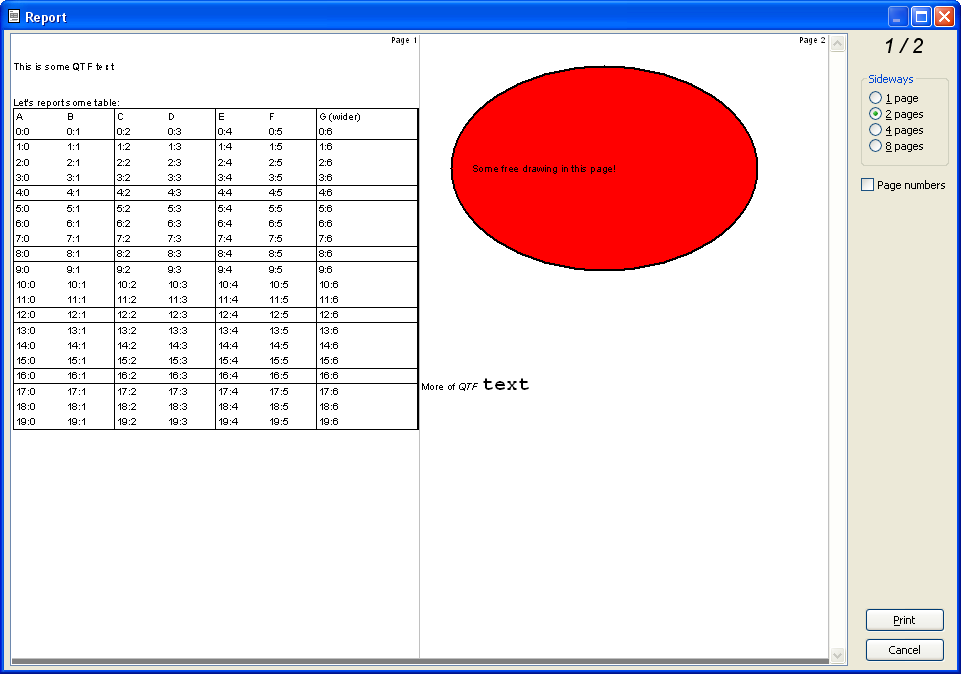 Report
Page 1
This is some QTF text
Let's reports ome table:
A B C D E F G (wider)
0:0 0:1 0:2 0:3 0:4 0:5 0:6
1:0 1:1 1:2 1:3 1:4 1:5 1:6
2:0 2:1 2:2 2:3 2:4 2:5 2:6
3:0 3:1 3:2 3:3 3:4 3:5 3:6
4:0 4:1 4:2 4:3 4:4 4:5 4:6
5:0 5:1 5:2 5:3 5:4 5:5 5:6
6:0 6:1 6:2 6:3 6:4 6:5 6:6
7:0 7:1 7:2 7:3 7:4 7:5 7:6
8:0 8:1 8:2 8:3 8:4 8:5 8:6
9:0 9:1 9:2 9:3 9:4 9:5 9:6
10:0 10:1 10:2 10:3 10:4 10:5 10:6
11:0 11:1 11:2 11:3 11:4 11:5 11:6
12:0 12:1 12:2 12:3 12:4 12:5 12:6
13:0 13:1 13:2 13:3 13:4 13:5 13:6
14:0 14:1 14:2 14:3 14:4 14:5 14:6
15:0 15:1 15:2 15:3 15:4 15:5 15:6
16:0 16:1 16:2 16:3 16:4 16:5 16:6
17:0 17:1 17:2 17:3 17:4 17:5 17:6
18:0 18:1 18:2 18:3 18:4 18:5 18:6
19:0 19:1 19:2 19:3 19:4 19:5 19:6
Page 2
Some free drawing in this page!
More of QTF text
1 / 2
Sideways
1 page
2 pages
4 pages
8 pages
Page numbers
Print
Cancel